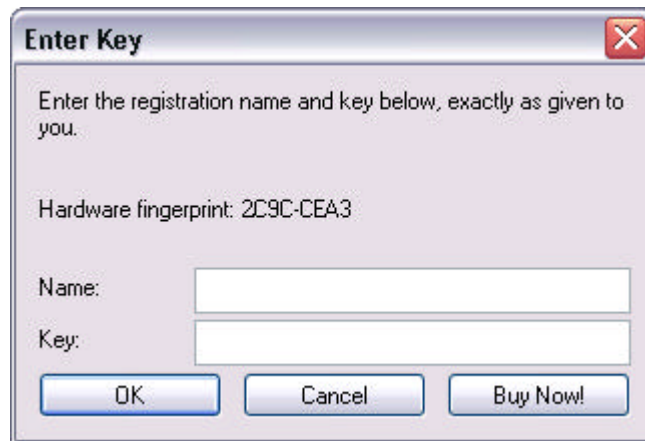 Enter Key
Enter the registration name and key below, exactly as given to
you.
Hardware fingerprint: 2C9C-CEA3
Name:
Key:
OK Cancel Buy Now!